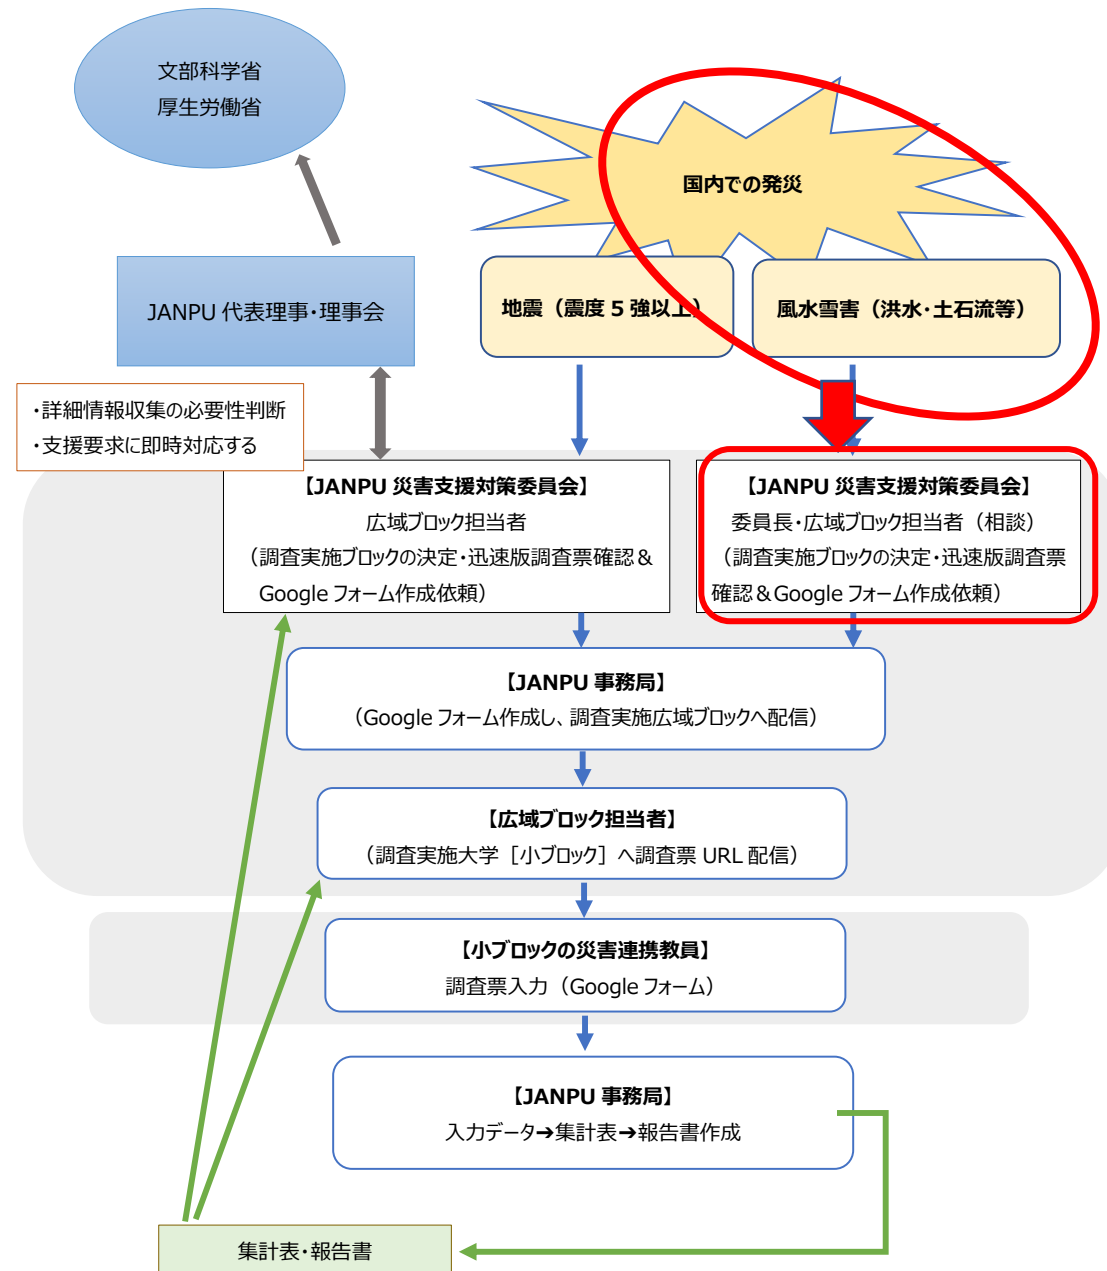 文部科学省
厚生労働省
国内での発災
JANPU 代表理事・理事会
地震（震度 5 強以上）
風水雪害（洪水・土石流等）
・詳細情報収集の必要性判断
・支援要求に即時対応する
【JANPU 災害支援対策委員会】
広域ブロック担当者
（調査実施ブロックの決定・迅速版調査票確認＆
Google フォーム作成依頼）
【JANPU 災害支援対策委員会】
委員長・広域ブロック担当者（相談）
（調査実施ブロックの決定・迅速版調査票
確認＆Google フォーム作成依頼）
【JANPU 事務局】
（Google フォーム作成し、調査実施広域ブロックへ配信）
【広域ブロック担当者】
（調査実施大学［小ブロック］へ調査票 URL 配信）
【小ブロックの災害連携教員】
調査票入力（Google フォーム）
【JANPU 事務局】
入力データ➔集計表➔報告書作成
集計表・報告書